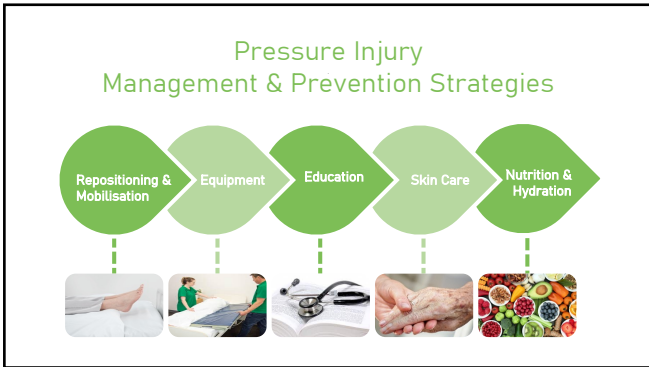 Pressure Injury
Management & Prevention Strategies
Repositioning &
Mobilisation
Equipment
Education
Skin Care
Nutrition &
Hydration